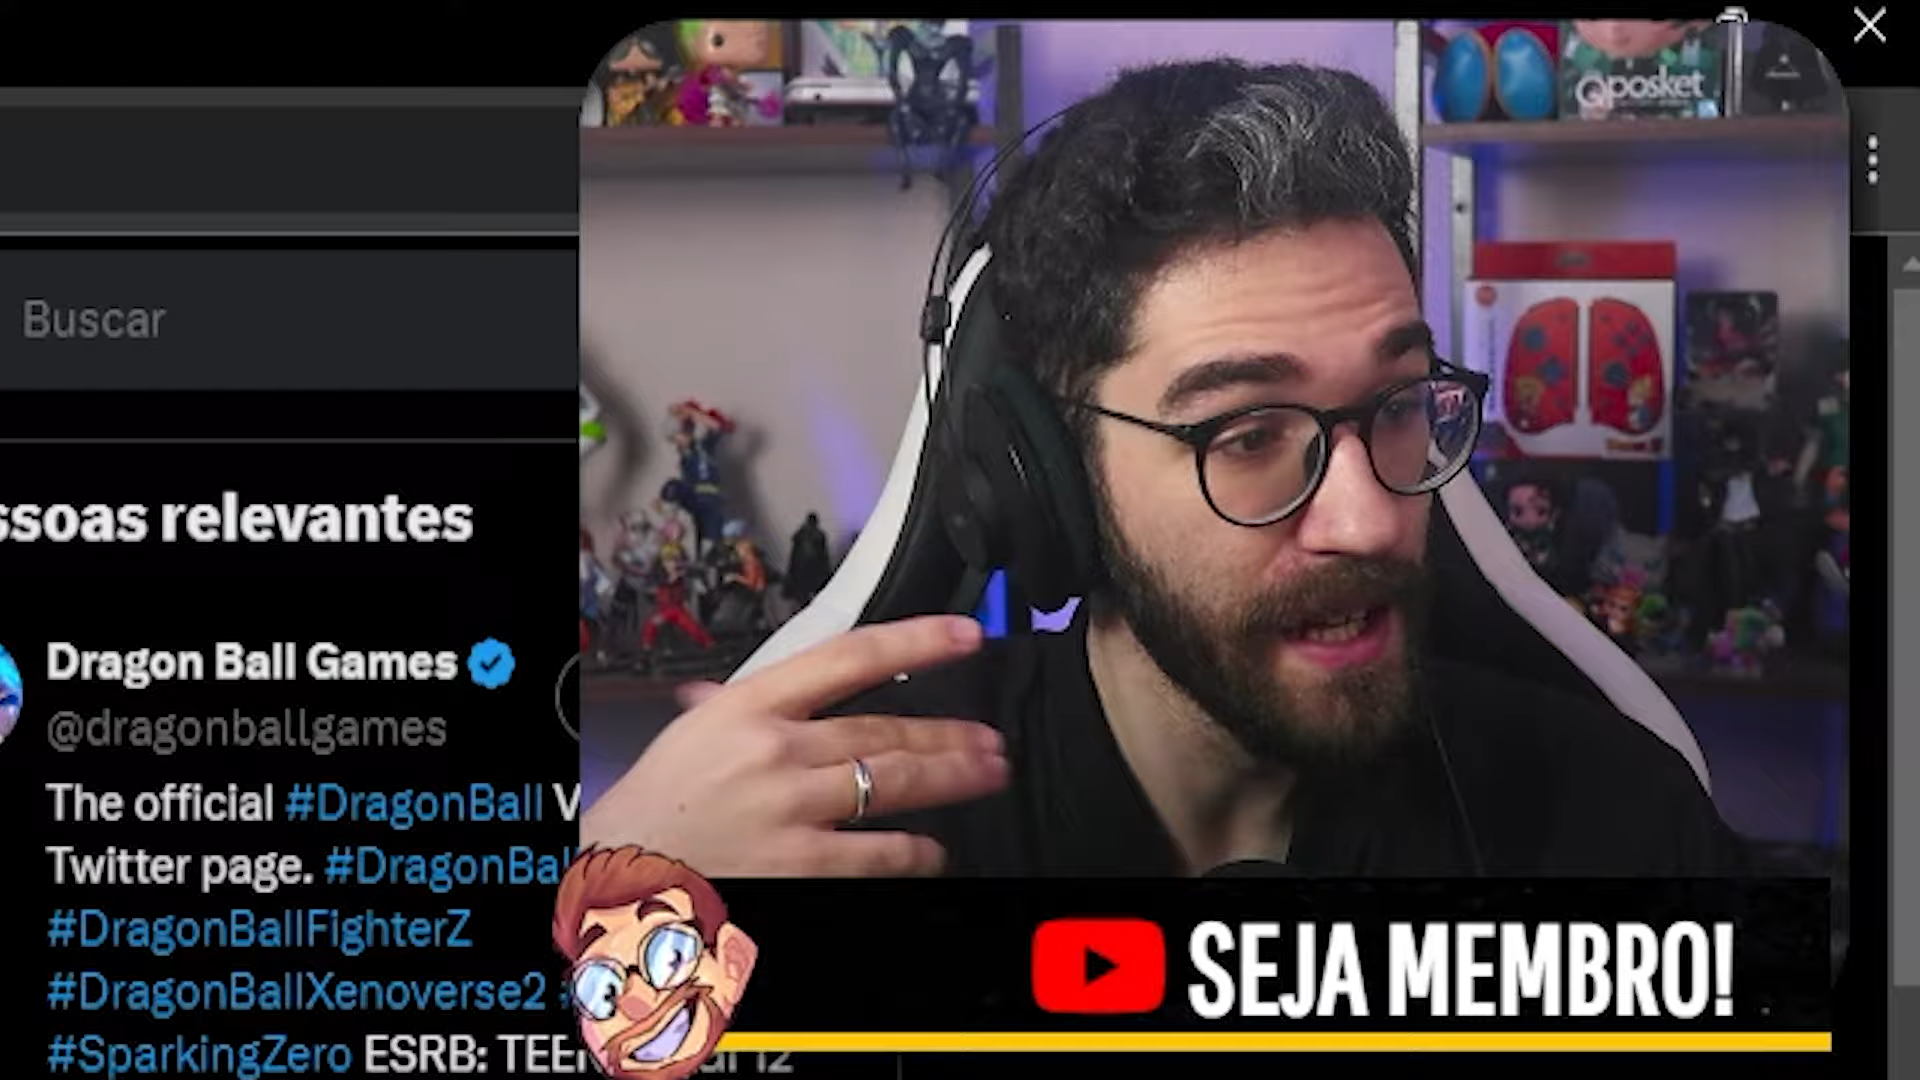 Qposket
Buscar
ssoas relevantes
Dragon Ball Games
@dragonballgames
The official #DragonBall V
Twitter page. #DragonBal
#DragonBallFighterZ
#DragonBallXenoverse2
#SparkingZero ESRB: TEE
SEJA MEMBRO!